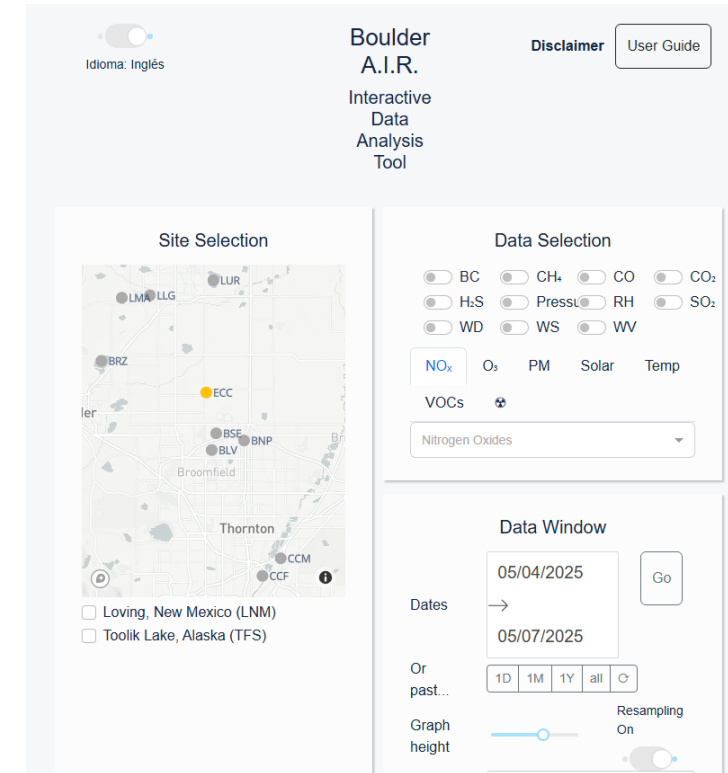 Idioma: Inglés
Boulder
A.I.R.
Interactive
Data
Analysis
Tool
Disclaimer
User Guide
Site Selection
LUR
LMA LLG
BRZ
ECC
ler
BSE
BNP
BLV
Br
Broomfield
Thornton
CCM
CCF
Loving, New Mexico (LNM)
Toolik Lake, Alaska (TFS)
Data Selection
BC CH₄ CO CO₂
H₂S Pressu RH SO₂
WD WS WV
NOₓ O₃ PM Solar Temp
VOCs ☢
Nitrogen Oxides
Data Window
Dates
05/04/2025
→
05/07/2025
Go
Or
past...
1D 1M 1Y all ⟳
Graph
height
Resampling
On